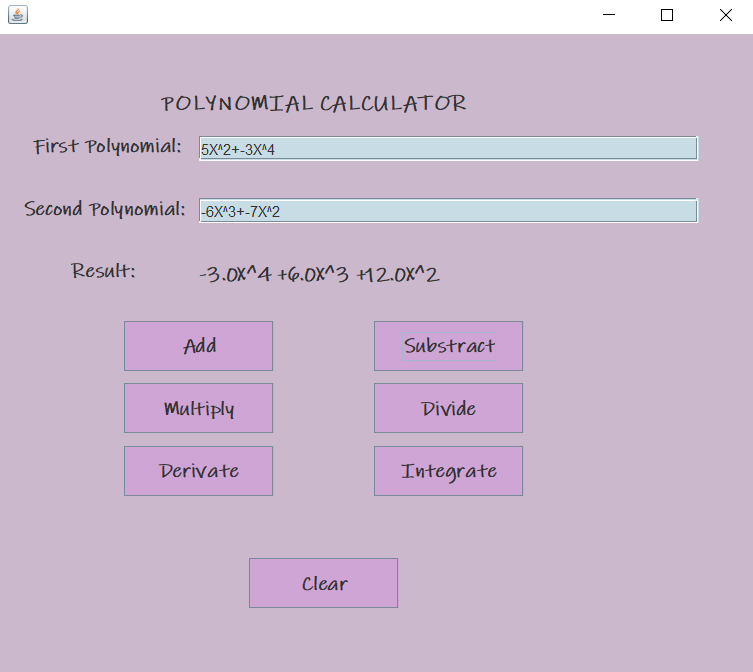 POLYNOMIAL CALCULATOR
First Polynomial: 5X^2+-3X^4
Second Polynomial: -6X^3+-7X^2
Result: -3.0X^4 +6.0X^3 +12.0X^2
Add Substract
Multiply Divide
Derivate Integrate
Clear